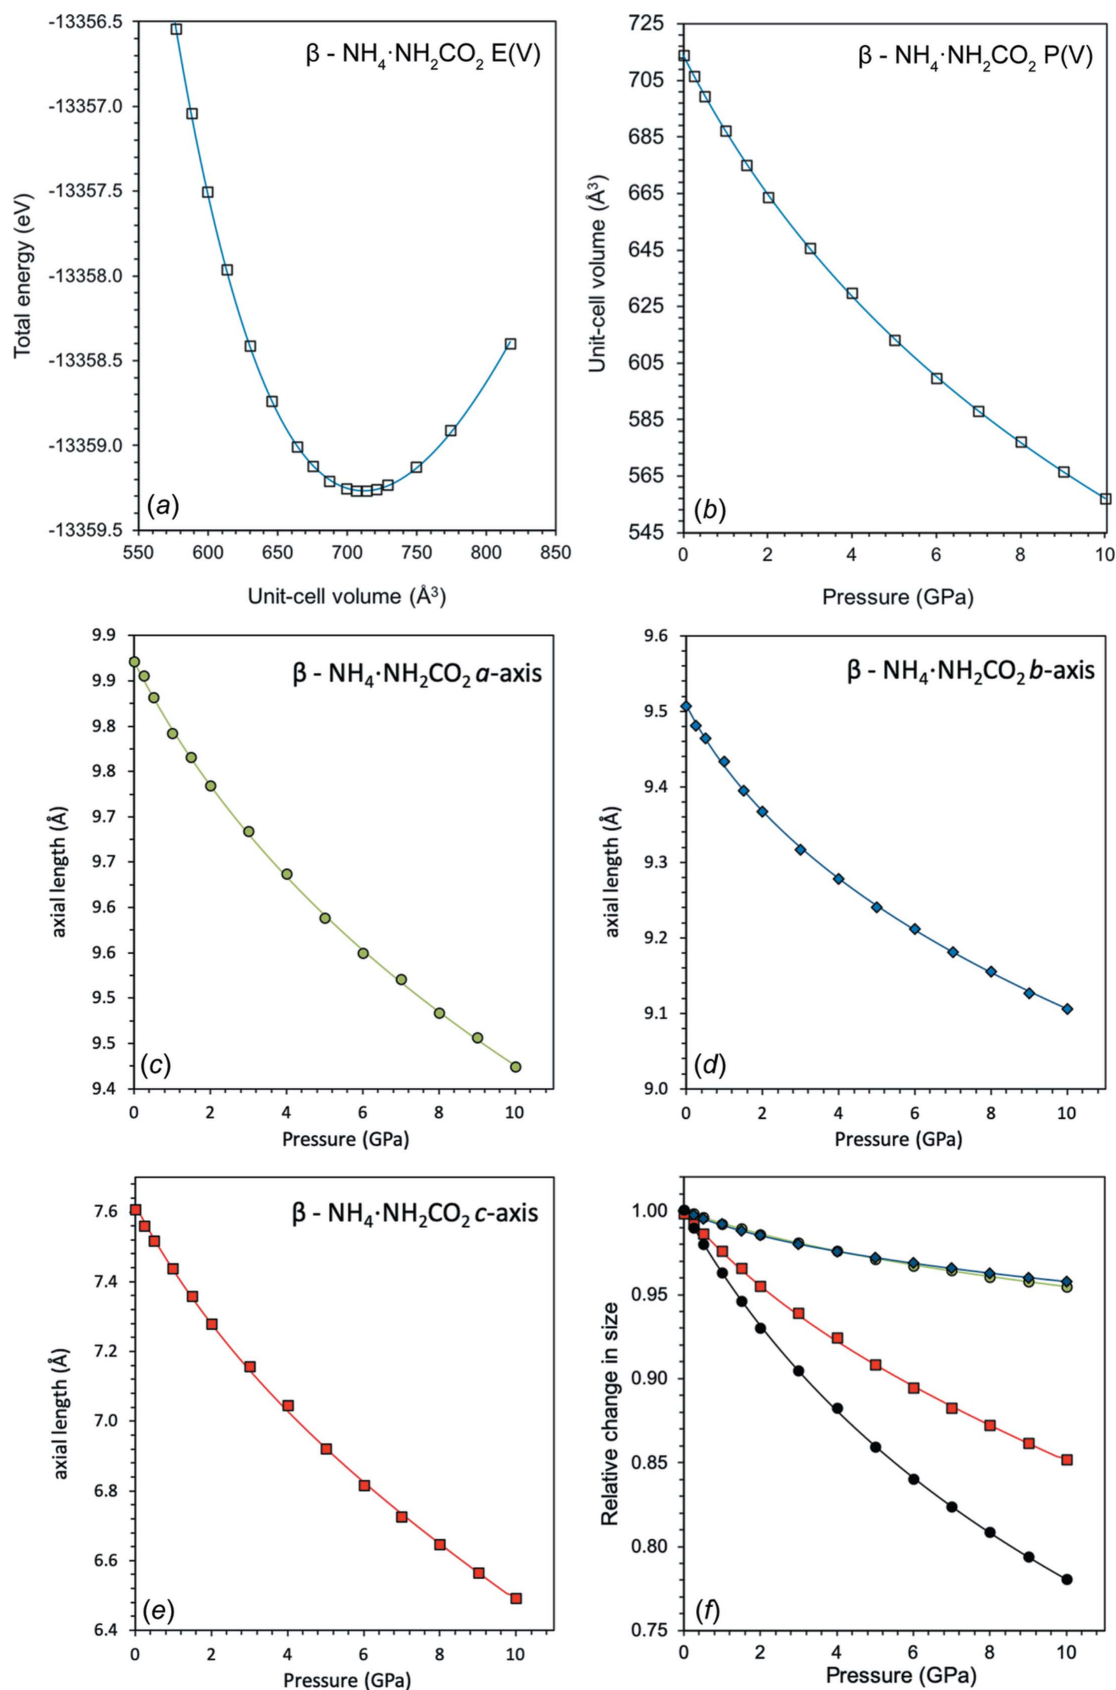 β - NH₄·NH₂CO₂ E(V)
-13356.5
-13357.0
-13357.5
-13358.0
-13358.5
-13359.0
-13359.5
Total energy (eV)
(a)
550 600 650 700 750 800 850
Unit-cell volume (Å³)
β - NH₄·NH₂CO₂ P(V)
725
705
685
665
645
625
605
585
565
545
Unit-cell volume (Å³)
(b)
0 2 4 6 8 10
Pressure (GPa)
β - NH₄·NH₂CO₂ a-axis
9.9
9.9
9.8
9.8
9.7
9.7
9.6
9.6
9.5
9.5
9.4
axial length (Å)
(c)
0 2 4 6 8 10
Pressure (GPa)
β - NH₄·NH₂CO₂ b-axis
9.6
9.5
9.4
9.3
9.2
9.1
9.0
axial length (Å)
(d)
0 2 4 6 8 10
Pressure (GPa)
β - NH₄·NH₂CO₂ c-axis
7.6
7.4
7.2
7.0
6.8
6.6
6.4
axial length (Å)
(e)
0 2 4 6 8 10
Pressure (GPa)
1.00
0.95
0.90
0.85
0.80
0.75
Relative change in size
(f)
0 2 4 6 8 10
Pressure (GPa)